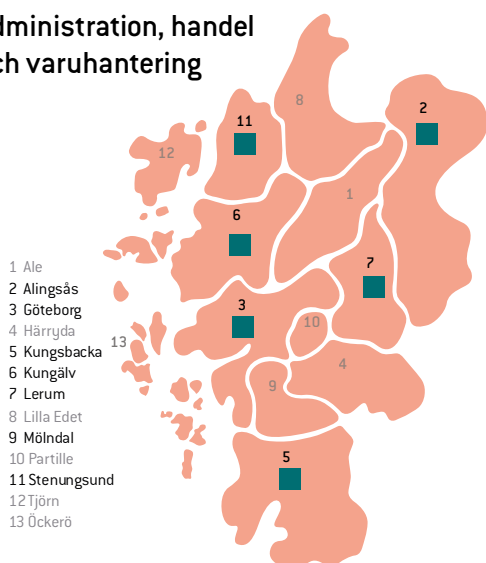 dministration, handel
ch varuhantering
8
2
11
12
1
6
7
3
10
13
4
9
5
1 Ale
2 Alingsås
3 Göteborg
4 Härryda
5 Kungsbacka
6 Kungälv
7 Lerum
8 Lilla Edet
9 Mölndal
10 Partille
11 Stenungsund
12 Tjörn
13 Öckerö